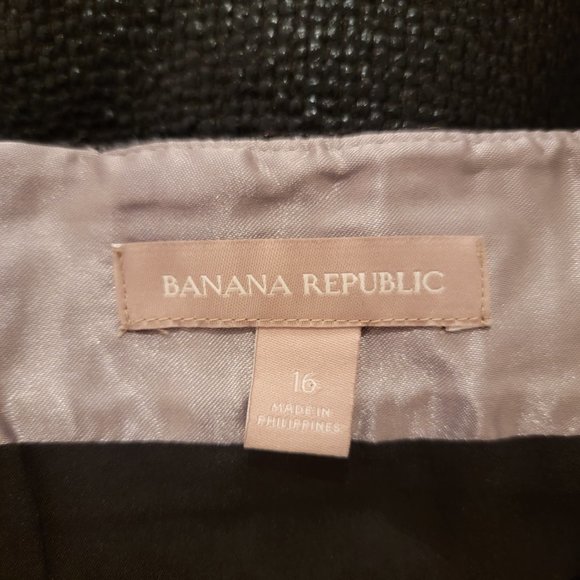 BANANA REPUBLIC
16
MADE IN
PHILIPPINES